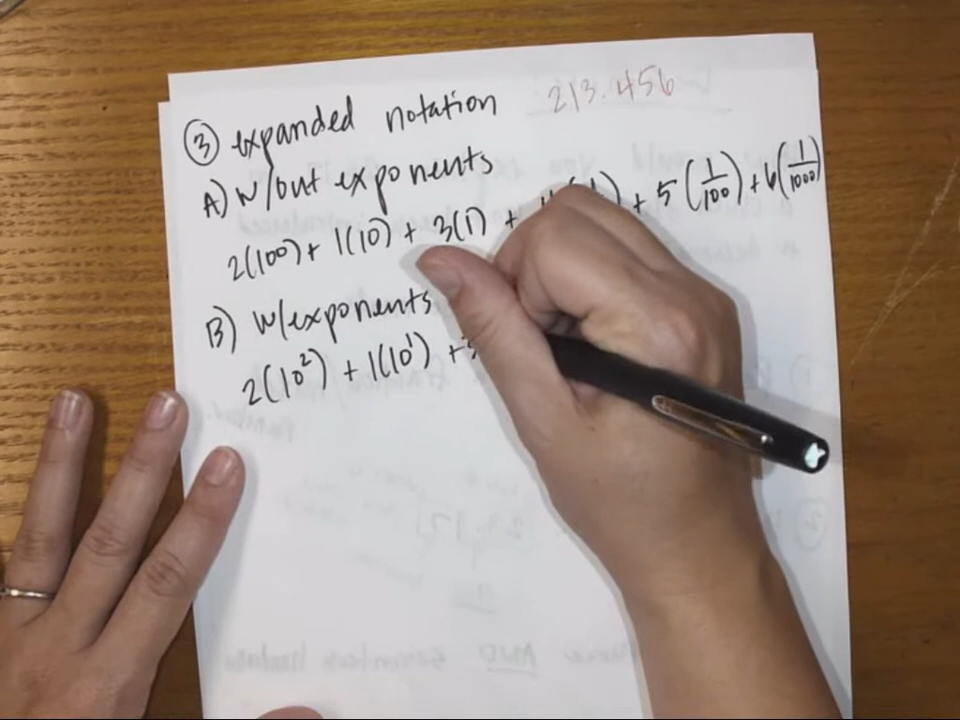 213.456
③ expanded notation
A) w/out exponents
2(100) + 1(10) + 3(1) + + 5(1/100) + 6(1/1000)
B) w/exponents
2(10²) + 1(10¹) + 3